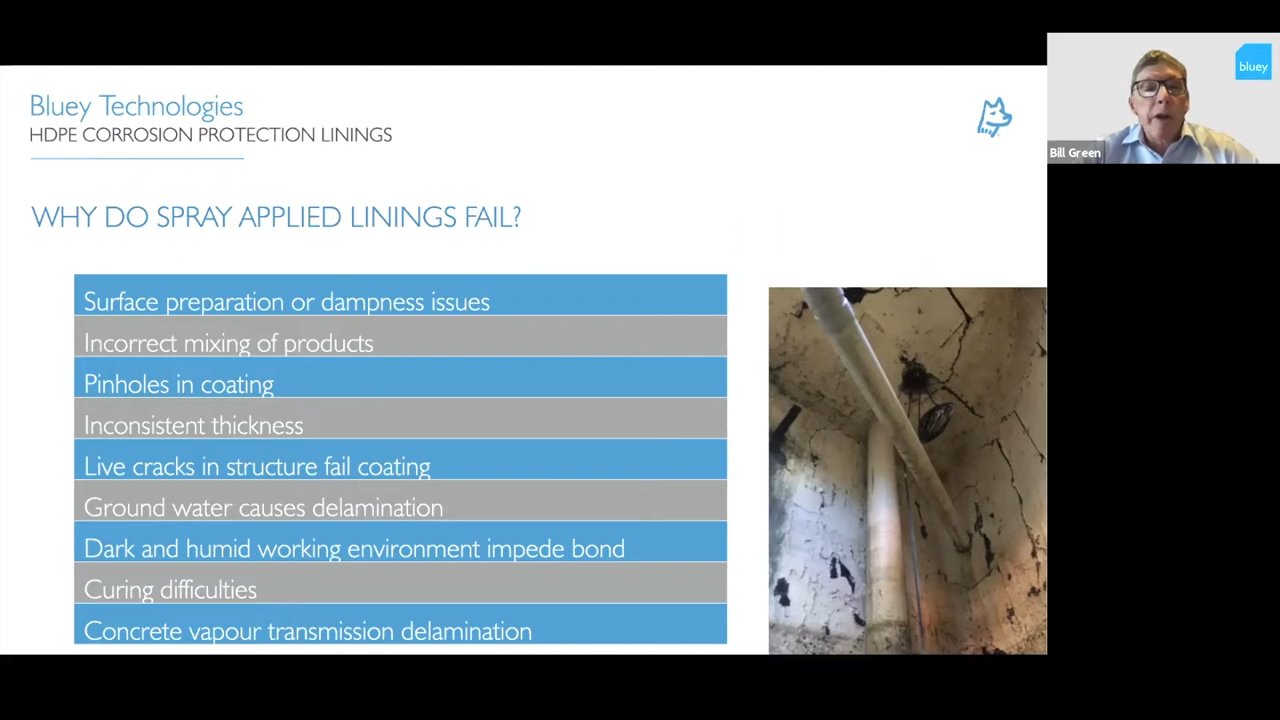 Bluey Technologies
HDPE CORROSION PROTECTION LININGS
WHY DO SPRAY APPLIED LININGS FAIL?
Surface preparation or dampness issues
Incorrect mixing of products
Pinholes in coating
Inconsistent thickness
Live cracks in structure fail coating
Ground water causes delamination
Dark and humid working environment impede bond
Curing difficulties
Concrete vapour transmission delamination
bluey
Bill Green